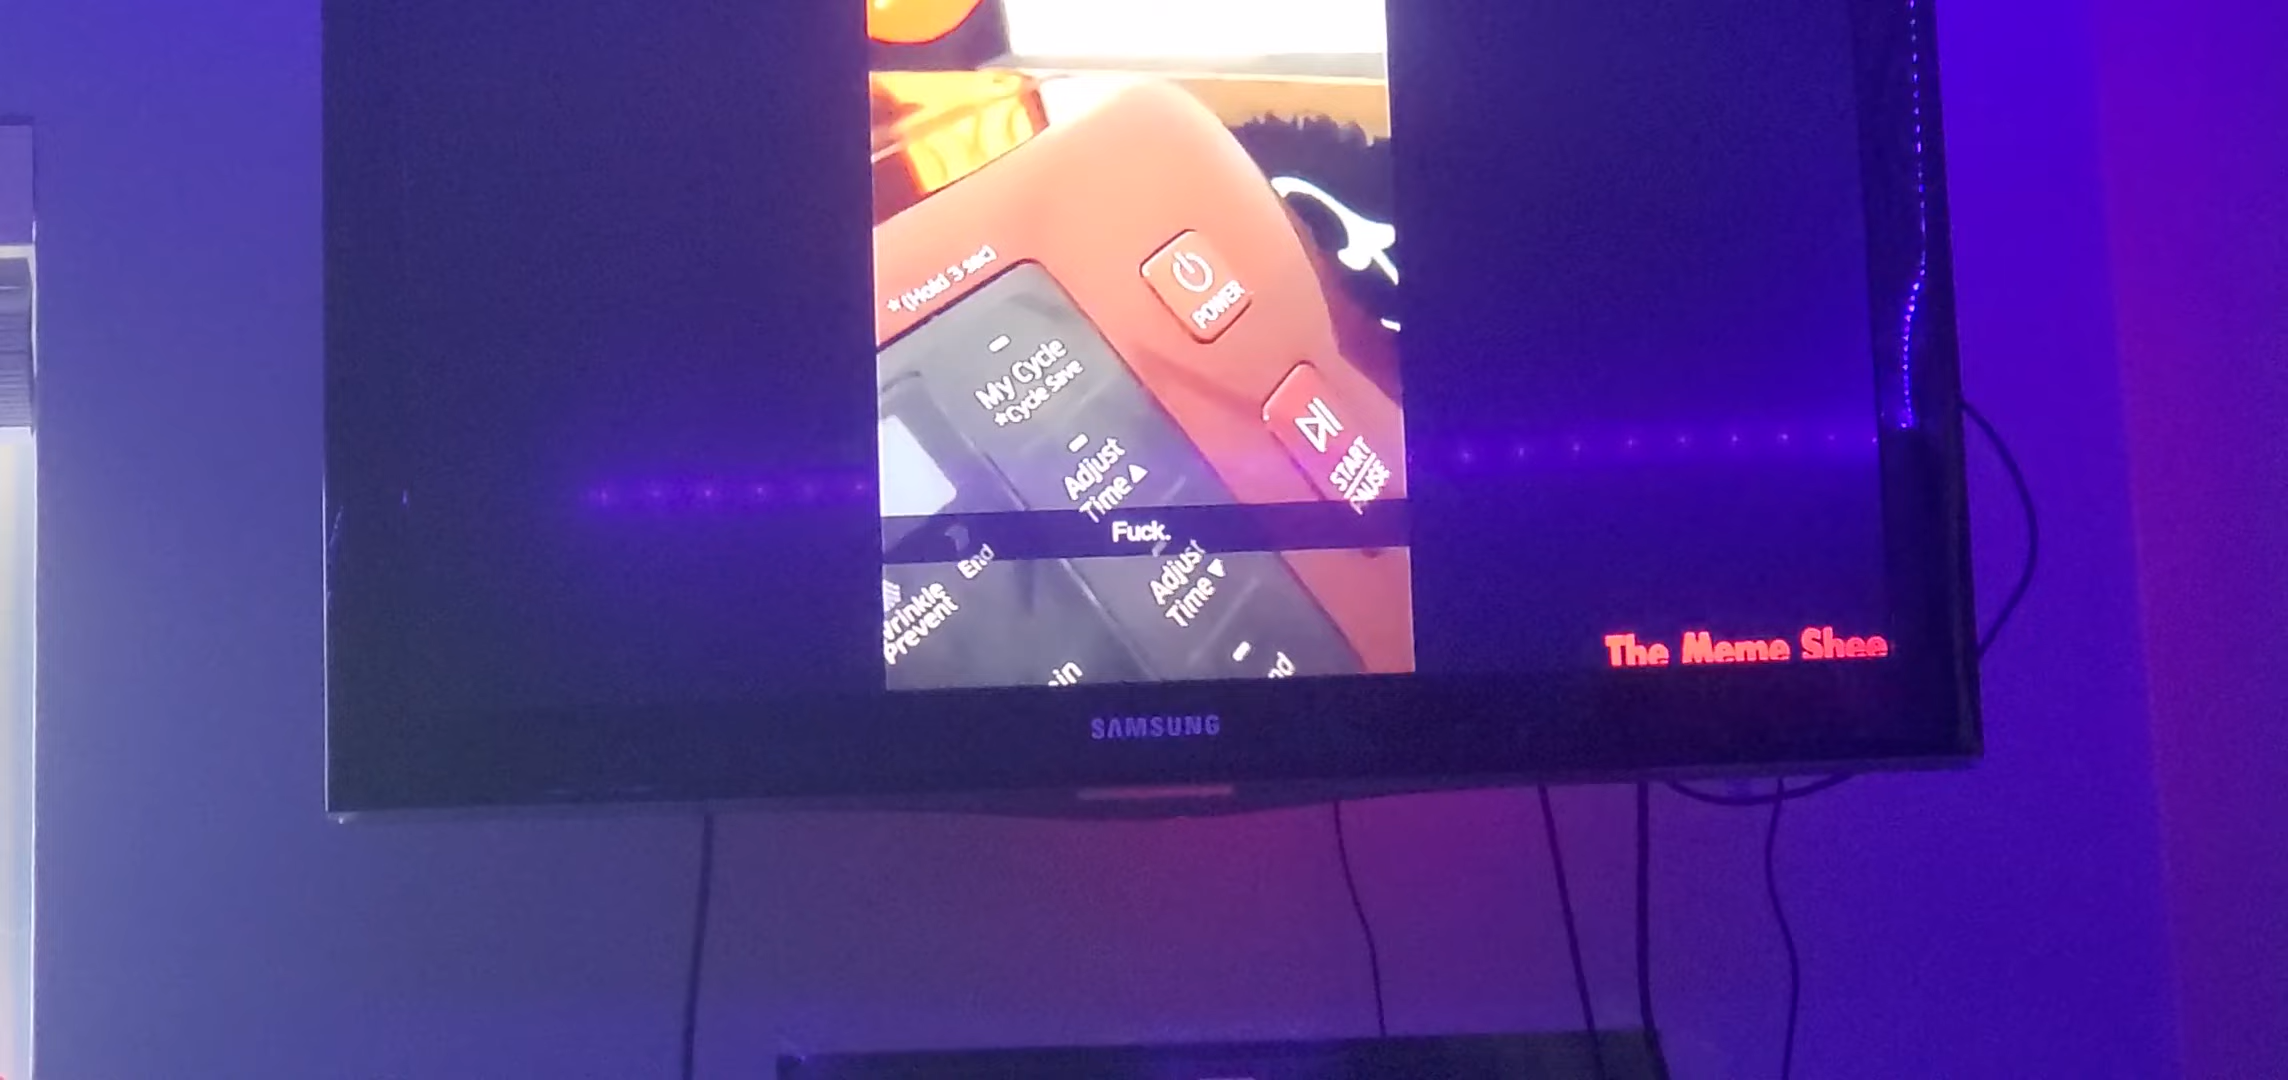 *(Hold 3 sec)
POWER
My Cycle
*Cycle Save
START
PAUSE
Adjust
Time▲
Fuck.
End
Adjust
Time▼
Wrinkle
Prevent
The Meme Shee
SAMSUNG